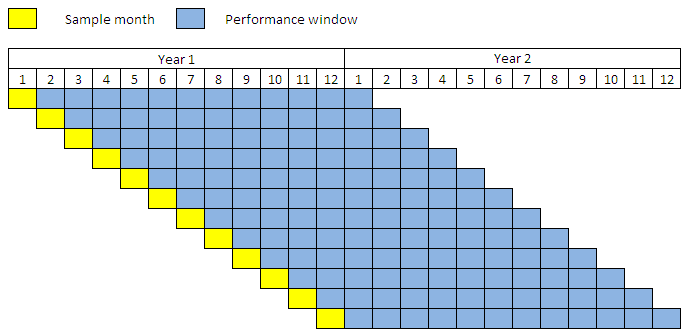 Sample month Performance window
Year 1 Year 2
1 2 3 4 5 6 7 8 9 10 11 12 1 2 3 4 5 6 7 8 9 10 11 12